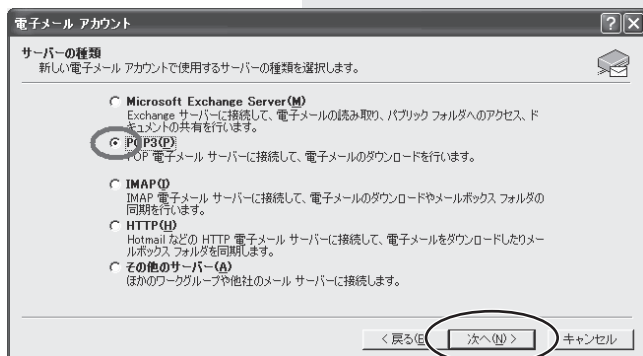 電子メール アカウント
サーバーの種類
新しい電子メール アカウントで使用するサーバーの種類を選択します。
Microsoft Exchange Server(M)
Exchange サーバーに接続して、電子メールの読み取り、パブリック フォルダへのアクセス、ド
キュメントの共有を行います。
POP3(P)
POP 電子メール サーバーに接続して、電子メールのダウンロードを行います。
IMAP(I)
IMAP 電子メール サーバーに接続して、電子メールのダウンロードやメールボックス フォルダの
同期を行います。
HTTP(H)
Hotmail などの HTTP 電子メール サーバーに接続して、電子メールをダウンロードしたりメー
ルボックス フォルダを同期します。
その他のサーバー(A)
ほかのワークグループや他社のメール サーバーに接続します。
< 戻る(B 次へ(N) > キャンセル